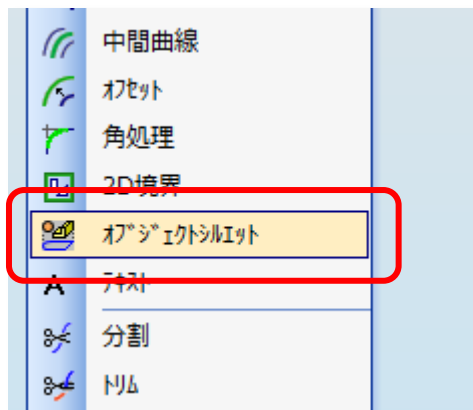 中間曲線
ｵﾌｾｯﾄ
角処理
2D境界
ｵﾌﾞｼﾞｪｸﾄｼﾙｴｯﾄ
ﾃｷｽﾄ
分割
ﾄﾘﾑ